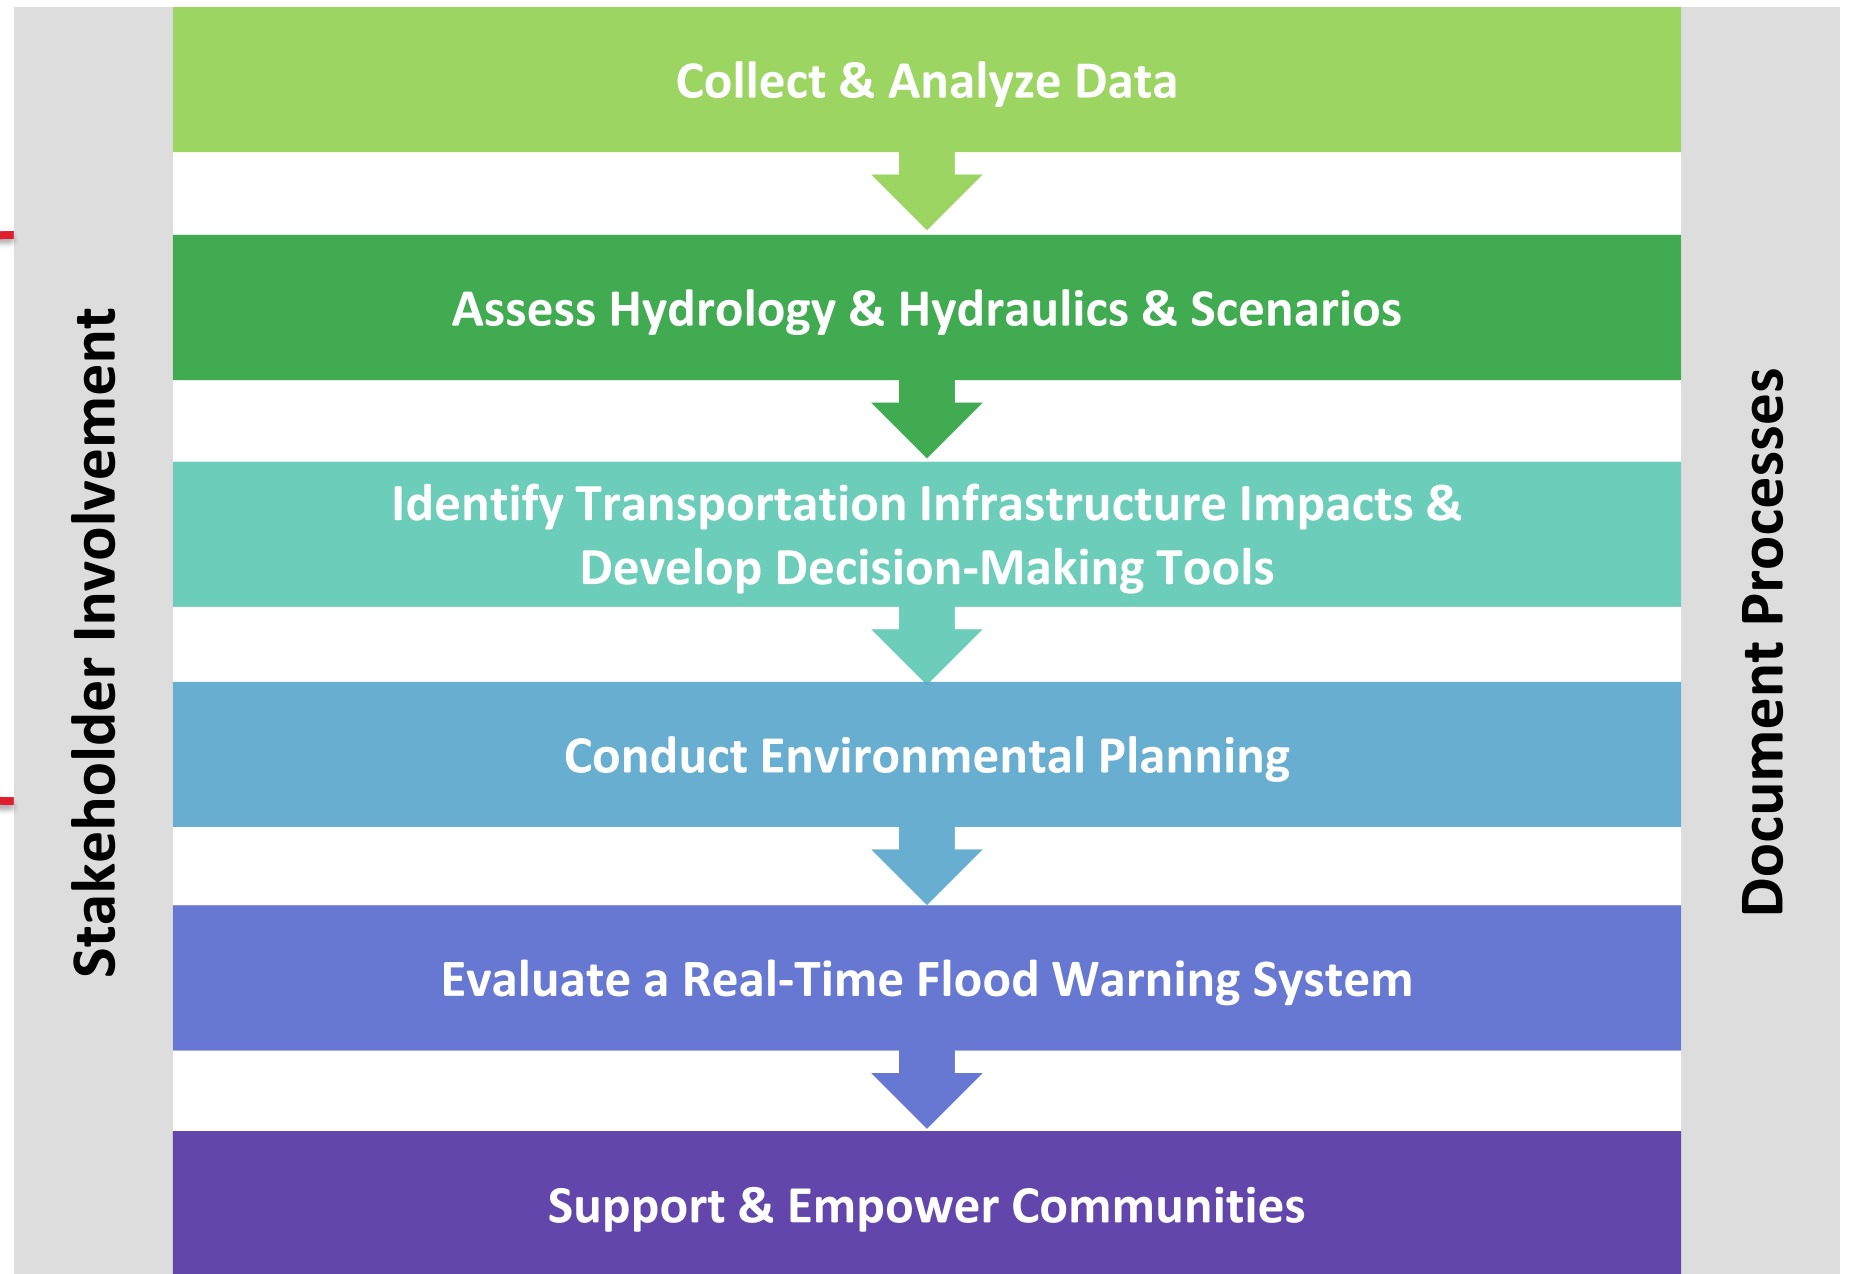 Collect & Analyze Data
Assess Hydrology & Hydraulics & Scenarios
Identify Transportation Infrastructure Impacts &
Develop Decision-Making Tools
Conduct Environmental Planning
Evaluate a Real-Time Flood Warning System
Support & Empower Communities
Stakeholder Involvement
Document Processes